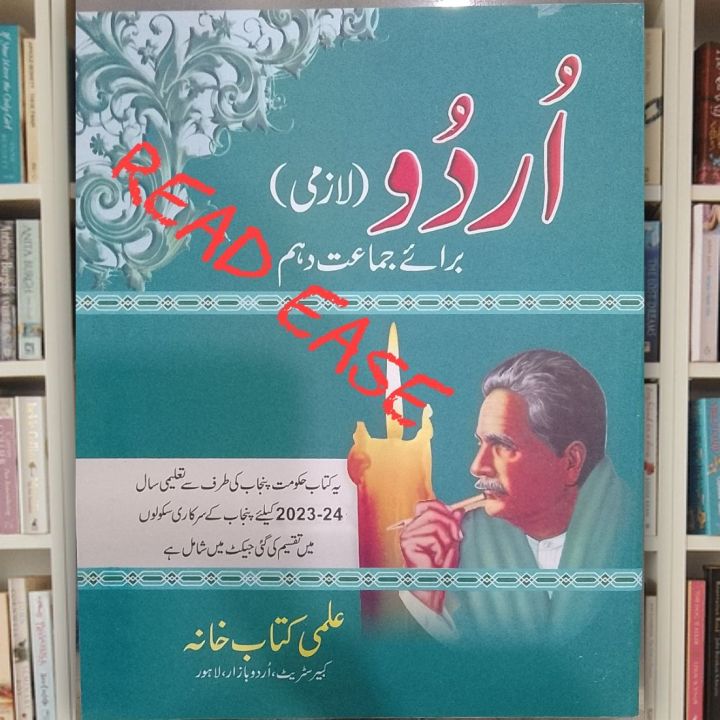 اُردُو (لازمی)
برائے جماعت دہم
READ EASE
یہ کتاب حکومت پنجاب کی طرف سے تعلیمی سال
2023-24 کیلئے پنجاب کے سرکاری سکولوں
میں تقسیم کی گئی جیکٹ میں شامل ہے
علمی کتاب خانہ
کبیر سٹریٹ، اُردو بازار، لاہور